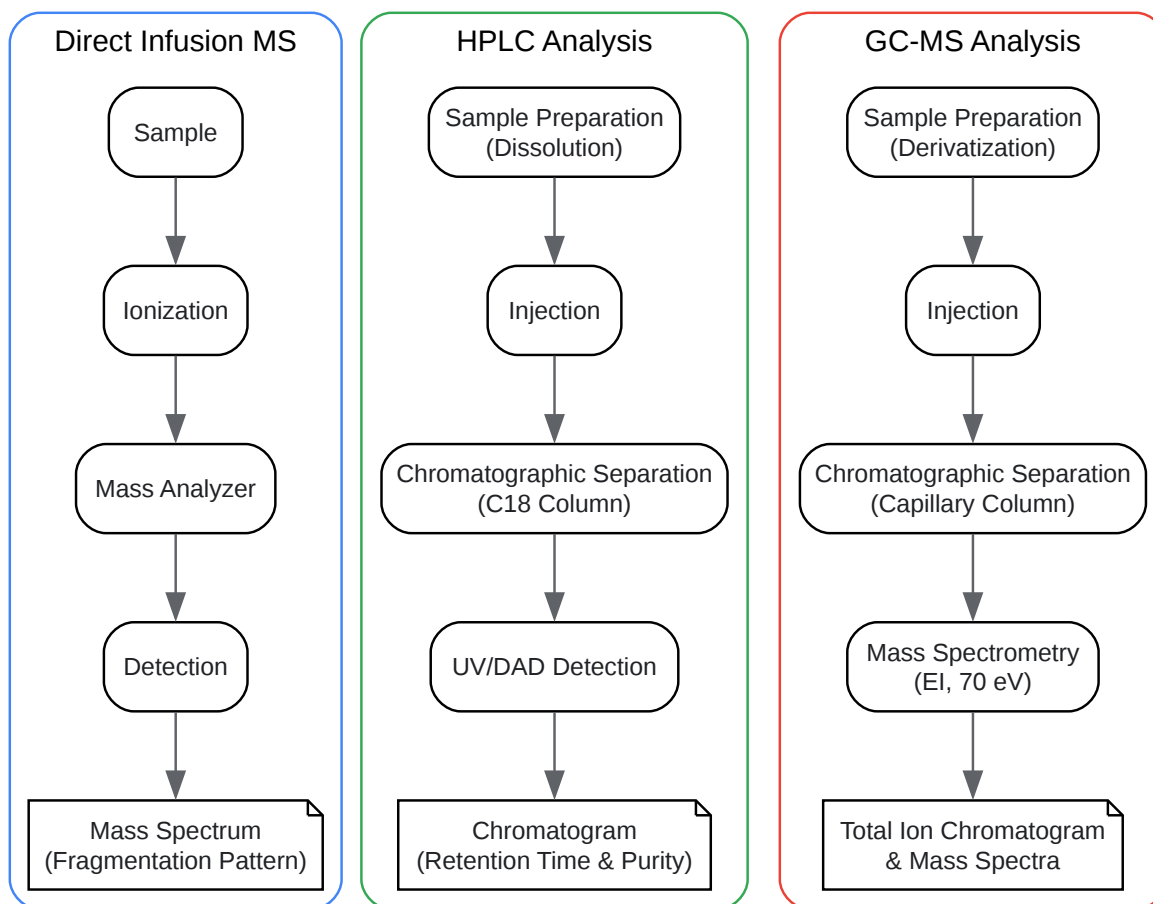 Direct Infusion MS
Sample
Ionization
Mass Analyzer
Detection
Mass Spectrum
(Fragmentation Pattern)
HPLC Analysis
Sample Preparation
(Dissolution)
Injection
Chromatographic Separation
(C18 Column)
UV/DAD Detection
Chromatogram
(Retention Time & Purity)
GC-MS Analysis
Sample Preparation
(Derivatization)
Injection
Chromatographic Separation
(Capillary Column)
Mass Spectrometry
(EI, 70 eV)
Total Ion Chromatogram
& Mass Spectra